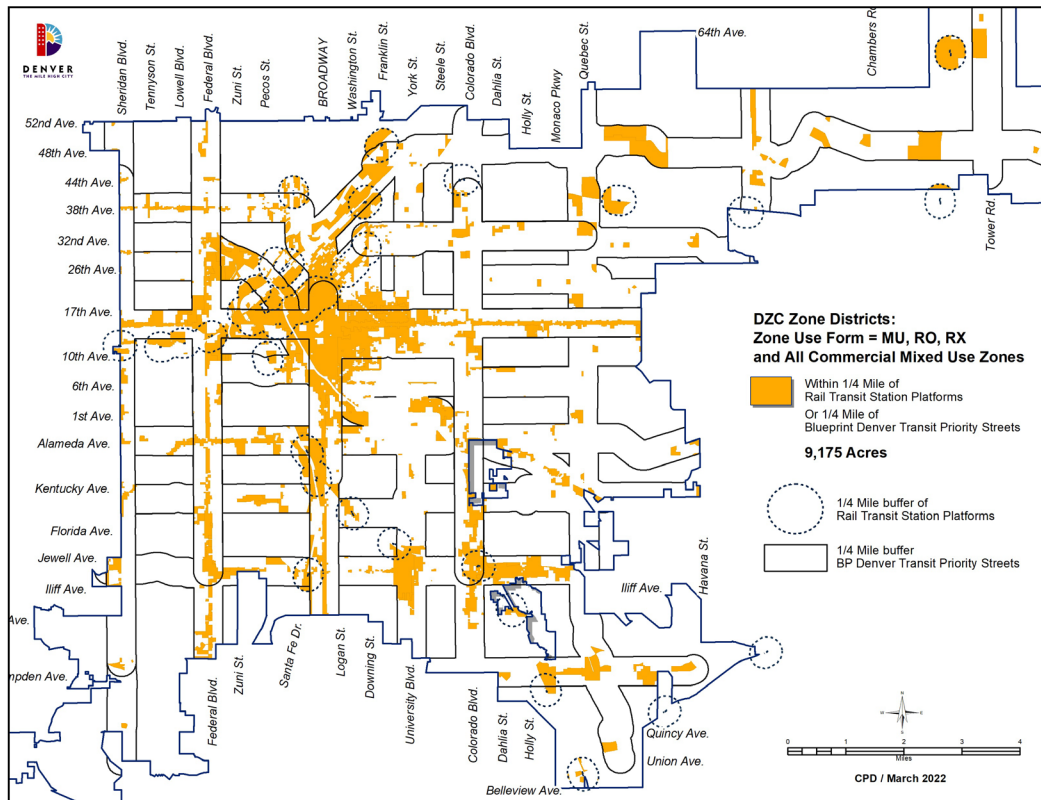 DENVER
THE MILE HIGH CITY
Sheridan Blvd.
Tennyson St.
Lowell Blvd.
Federal Blvd.
Zuni St.
Pecos St.
BROADWAY
Washington St.
Franklin St.
York St.
Steele St.
Colorado Blvd.
Dahlia St.
Holly St.
Monaco Pkwy
Quebec St.
64th Ave.
Chambers
52nd Ave.
48th Ave.
44th Ave.
38th Ave.
32nd Ave.
26th Ave.
17th Ave.
10th Ave.
6th Ave.
1st Ave.
Alameda Ave.
Kentucky Ave.
Florida Ave.
Jewell Ave.
Iliff Ave.
Ave.
mpden Ave.
Tower Rd.
DZC Zone Districts:
Zone Use Form = MU, RO, RX
and All Commercial Mixed Use Zones
Within 1/4 Mile of
Rail Transit Station Platforms
Or 1/4 Mile of
Blueprint Denver Transit Priority Streets
9,175 Acres
1/4 Mile buffer of
Rail Transit Station Platforms
1/4 Mile buffer
BP Denver Transit Priority Streets
Iliff Ave.
Havana St.
Federal Blvd.
Zuni St.
Santa Fe Dr.
Logan St.
Downing St.
University Blvd.
Colorado Blvd.
Dahlia St.
Holly St.
Quincy Ave.
Union Ave.
Belleview Ave.
N
W
E
S
0 1 2 3 4
Miles
CPD / March 2022